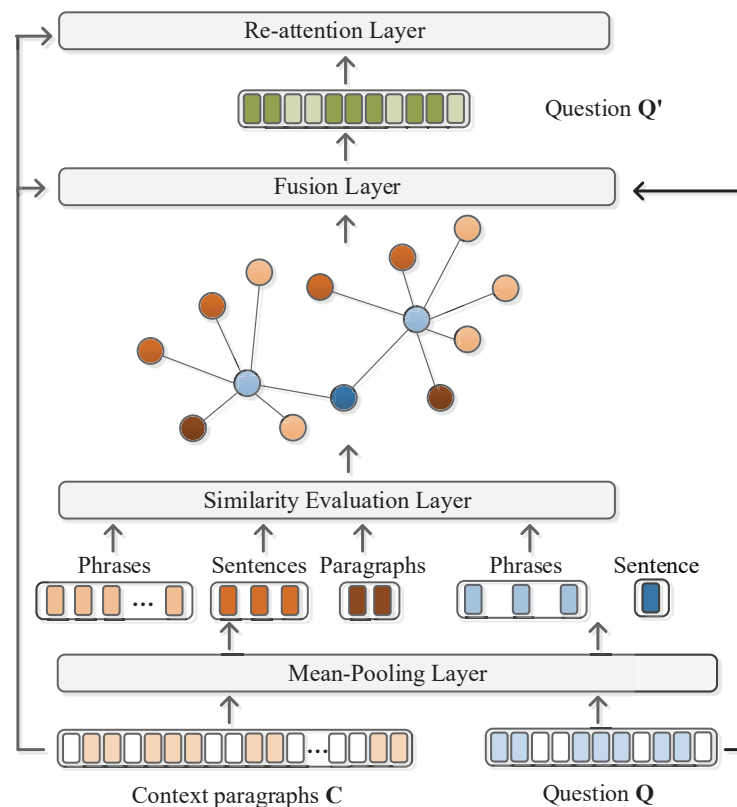 Re-attention Layer
Question Q'
Fusion Layer
Similarity Evaluation Layer
Phrases Sentences Paragraphs Phrases Sentence
...
Mean-Pooling Layer
...
Context paragraphs C Question Q